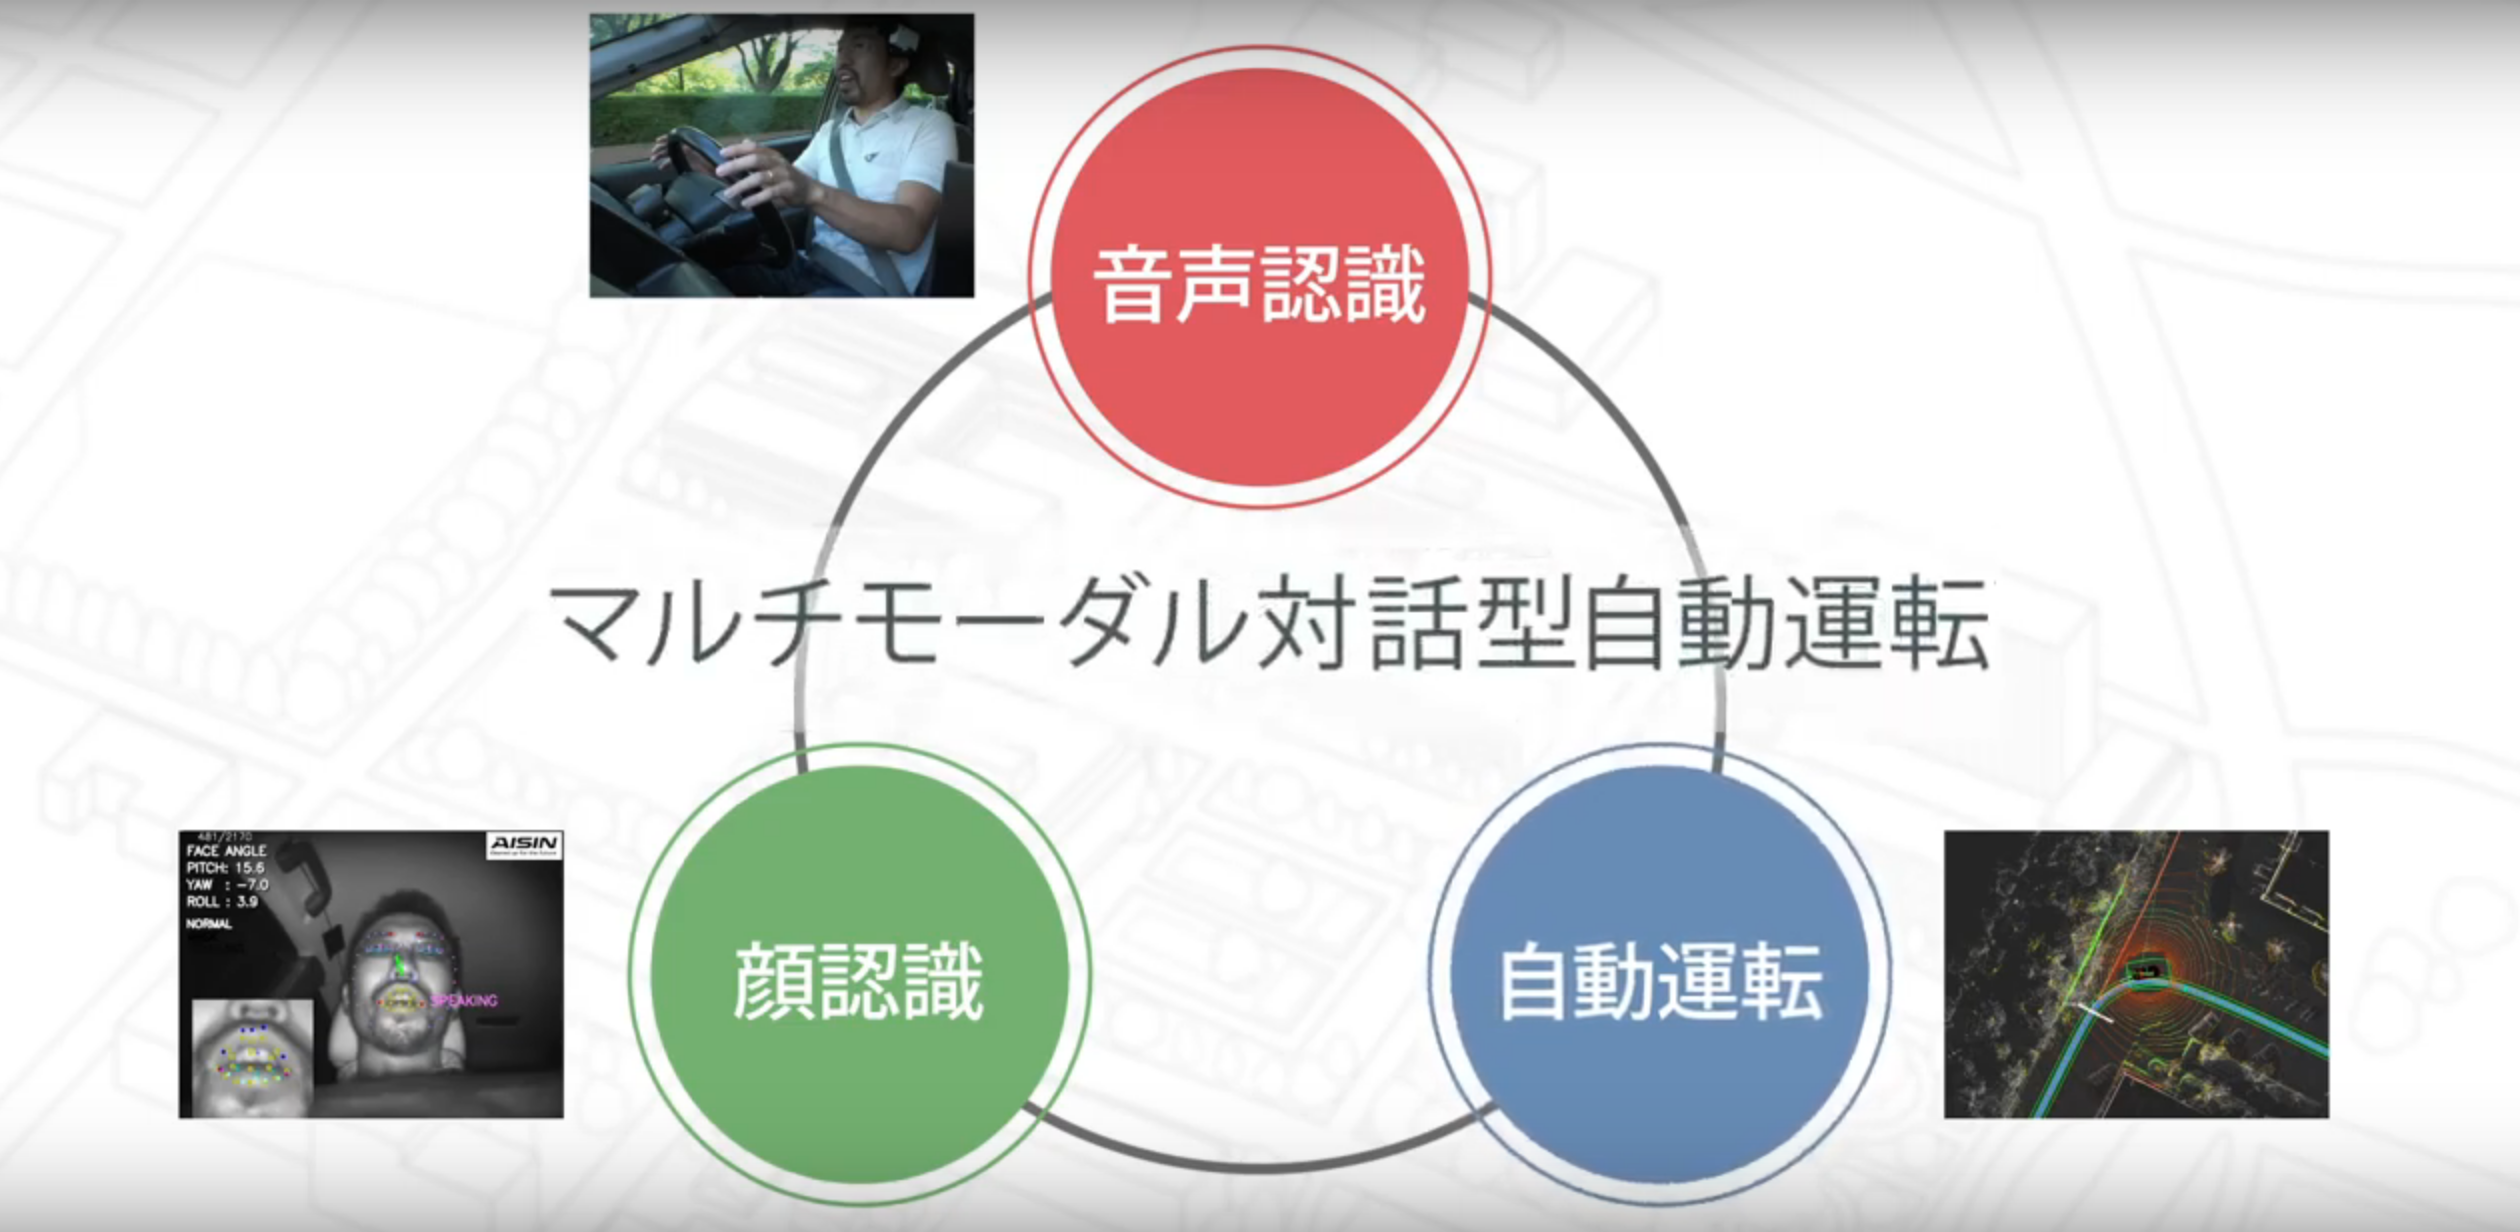 音声認識
マルチモーダル対話型自動運転
481/2170
FACE ANGLE
PITCH: 15.6
YAW : -7.0
ROLL : 3.9
NORMAL
AISIN
SPEAKING
顔認識
自動運転